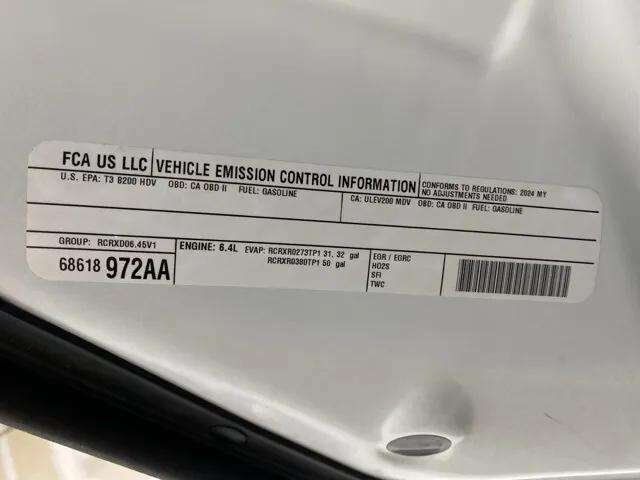 FCA US LLC
VEHICLE EMISSION CONTROL INFORMATION
CONFORMS TO REGULATIONS: 2024 MY
NO ADJUSTMENTS NEEDED
U.S. EPA: T3 B200 HDV OBD: CA OBD II FUEL: GASOLINE
CA: ULEV200 MDV OBD: CA OBD II FUEL: GASOLINE
GROUP: RCRXD06.45V1
68618 972AA
ENGINE: 6.4L EVAP: RCRXR0273TP1 31, 32 gal
RCRXR0380TP1 50 gal
EGR / EGRC
HO2S
SFI
TWC